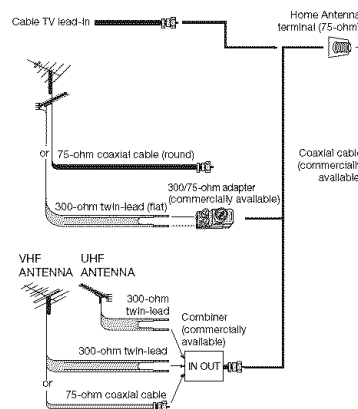 Cable TV lead-in
Home Antenna
terminal (75-ohm
or
75-ohm coaxial cable (round)
Coaxial cable
(commercially
available
300/75-ohm adapter
(commercially available)
300-ohm twin-lead (flat)
VHF
ANTENNA
UHF
ANTENNA
300-ohm
twin-lead
Combiner
(commercially
available)
300-ohm twin-lead
IN OUT
or
75-ohm coaxial cable